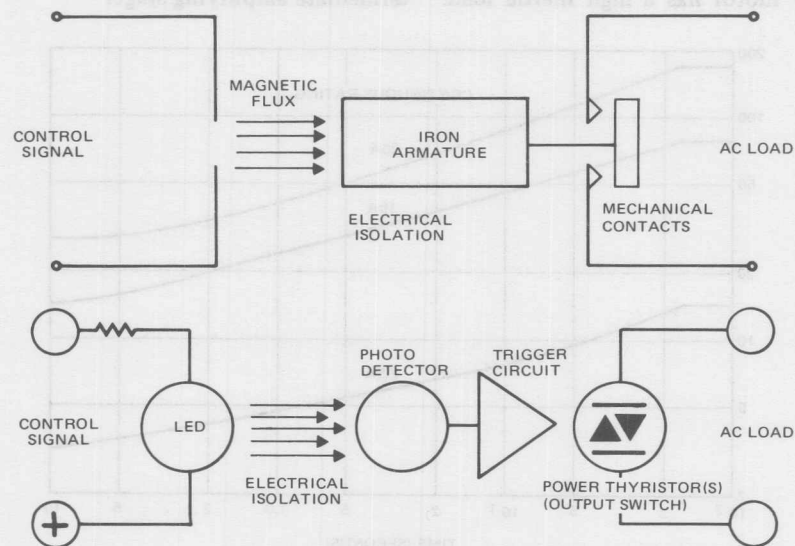 MAGNETIC
FLUX
CONTROL
SIGNAL
IRON
ARMATURE
AC LOAD
ELECTRICAL
ISOLATION
MECHANICAL
CONTACTS
PHOTO
DETECTOR
TRIGGER
CIRCUIT
CONTROL
SIGNAL
LED
AC LOAD
ELECTRICAL
ISOLATION
POWER THYRISTOR(S)
(OUTPUT SWITCH)
+